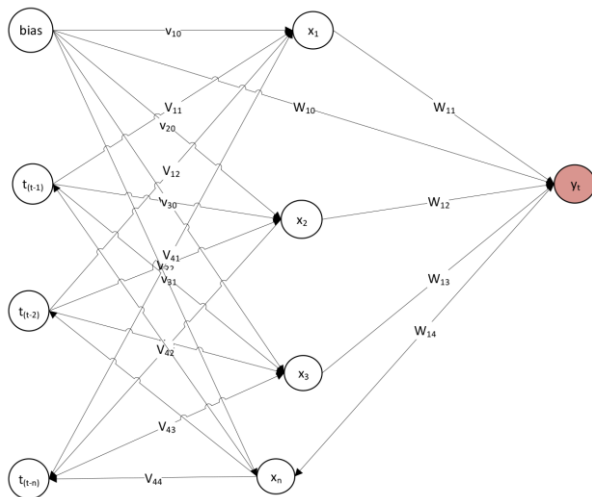 bias
v₁₀
x₁
V₁₁
v₂₀
W₁₀
W₁₁
t₍ₜ₋₁₎
V₁₂
v₃₀
x₂
W₁₂
yₜ
V₄₁
v₃₁
W₁₃
t₍ₜ₋₂₎
V₄₂
W₁₄
x₃
V₄₃
t₍ₜ₋ₙ₎
V₄₄
xₙ